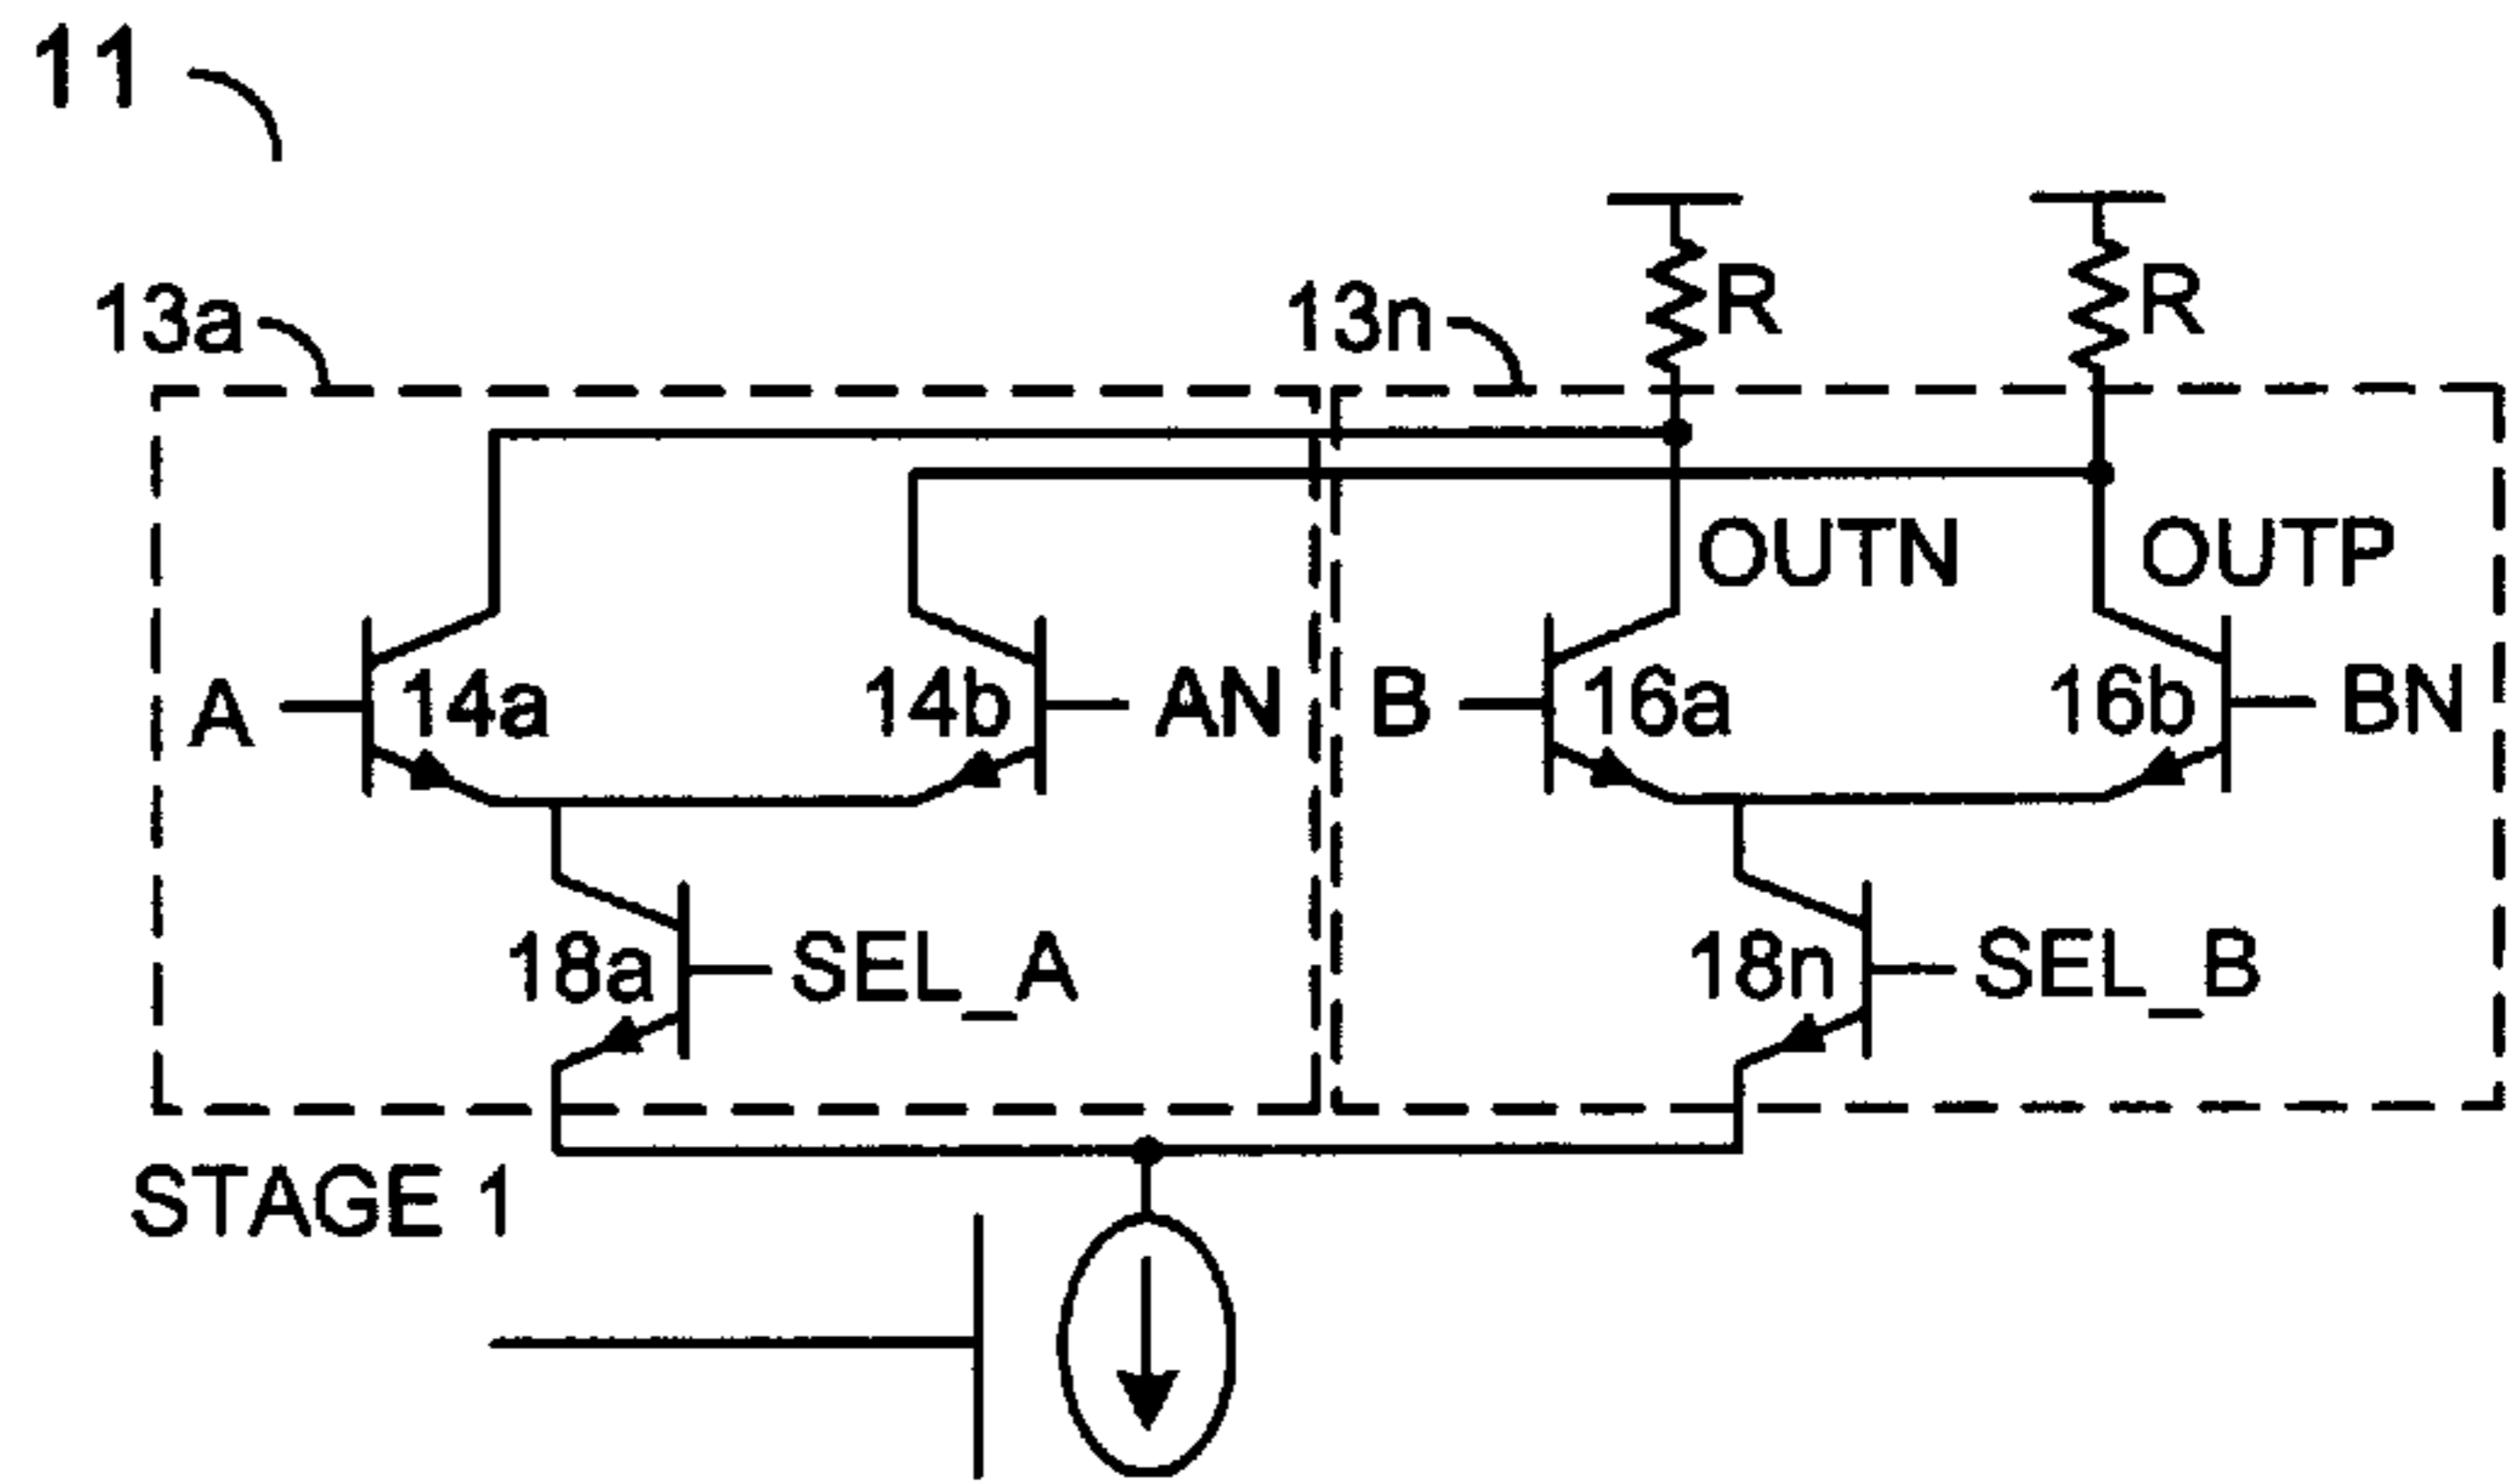 11
13a
13n
R
R
OUTN
OUTP
A
14a
14b
AN
B
16a
16b
BN
18a
SEL_A
18n
SEL_B
STAGE 1